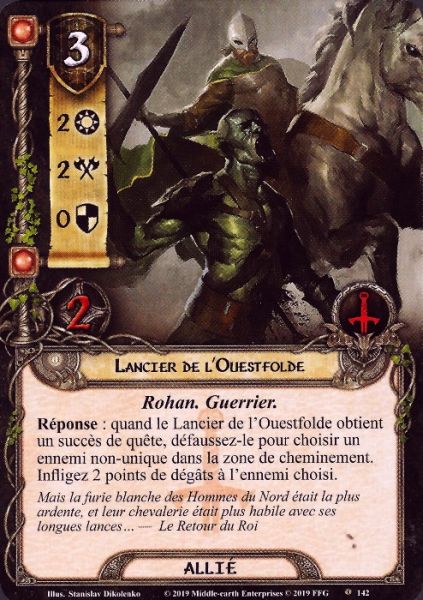 3
2
2
0
2
Lancier de l'Ouestfolde
Rohan. Guerrier.
Réponse : quand le Lancier de l'Ouestfolde obtient
un succès de quête, défaussez-le pour choisir un
ennemi non-unique dans la zone de cheminement.
Infligez 2 points de dégâts à l'ennemi choisi.
Mais la furie blanche des Hommes du Nord était la plus
ardente, et leur chevalerie était plus habile avec ses
longues lances... — Le Retour du Roi
ALLIÉ
Illus. Stanislav Dikolenko © 2019 Middle-earth Enterprises © 2019 FFG 142